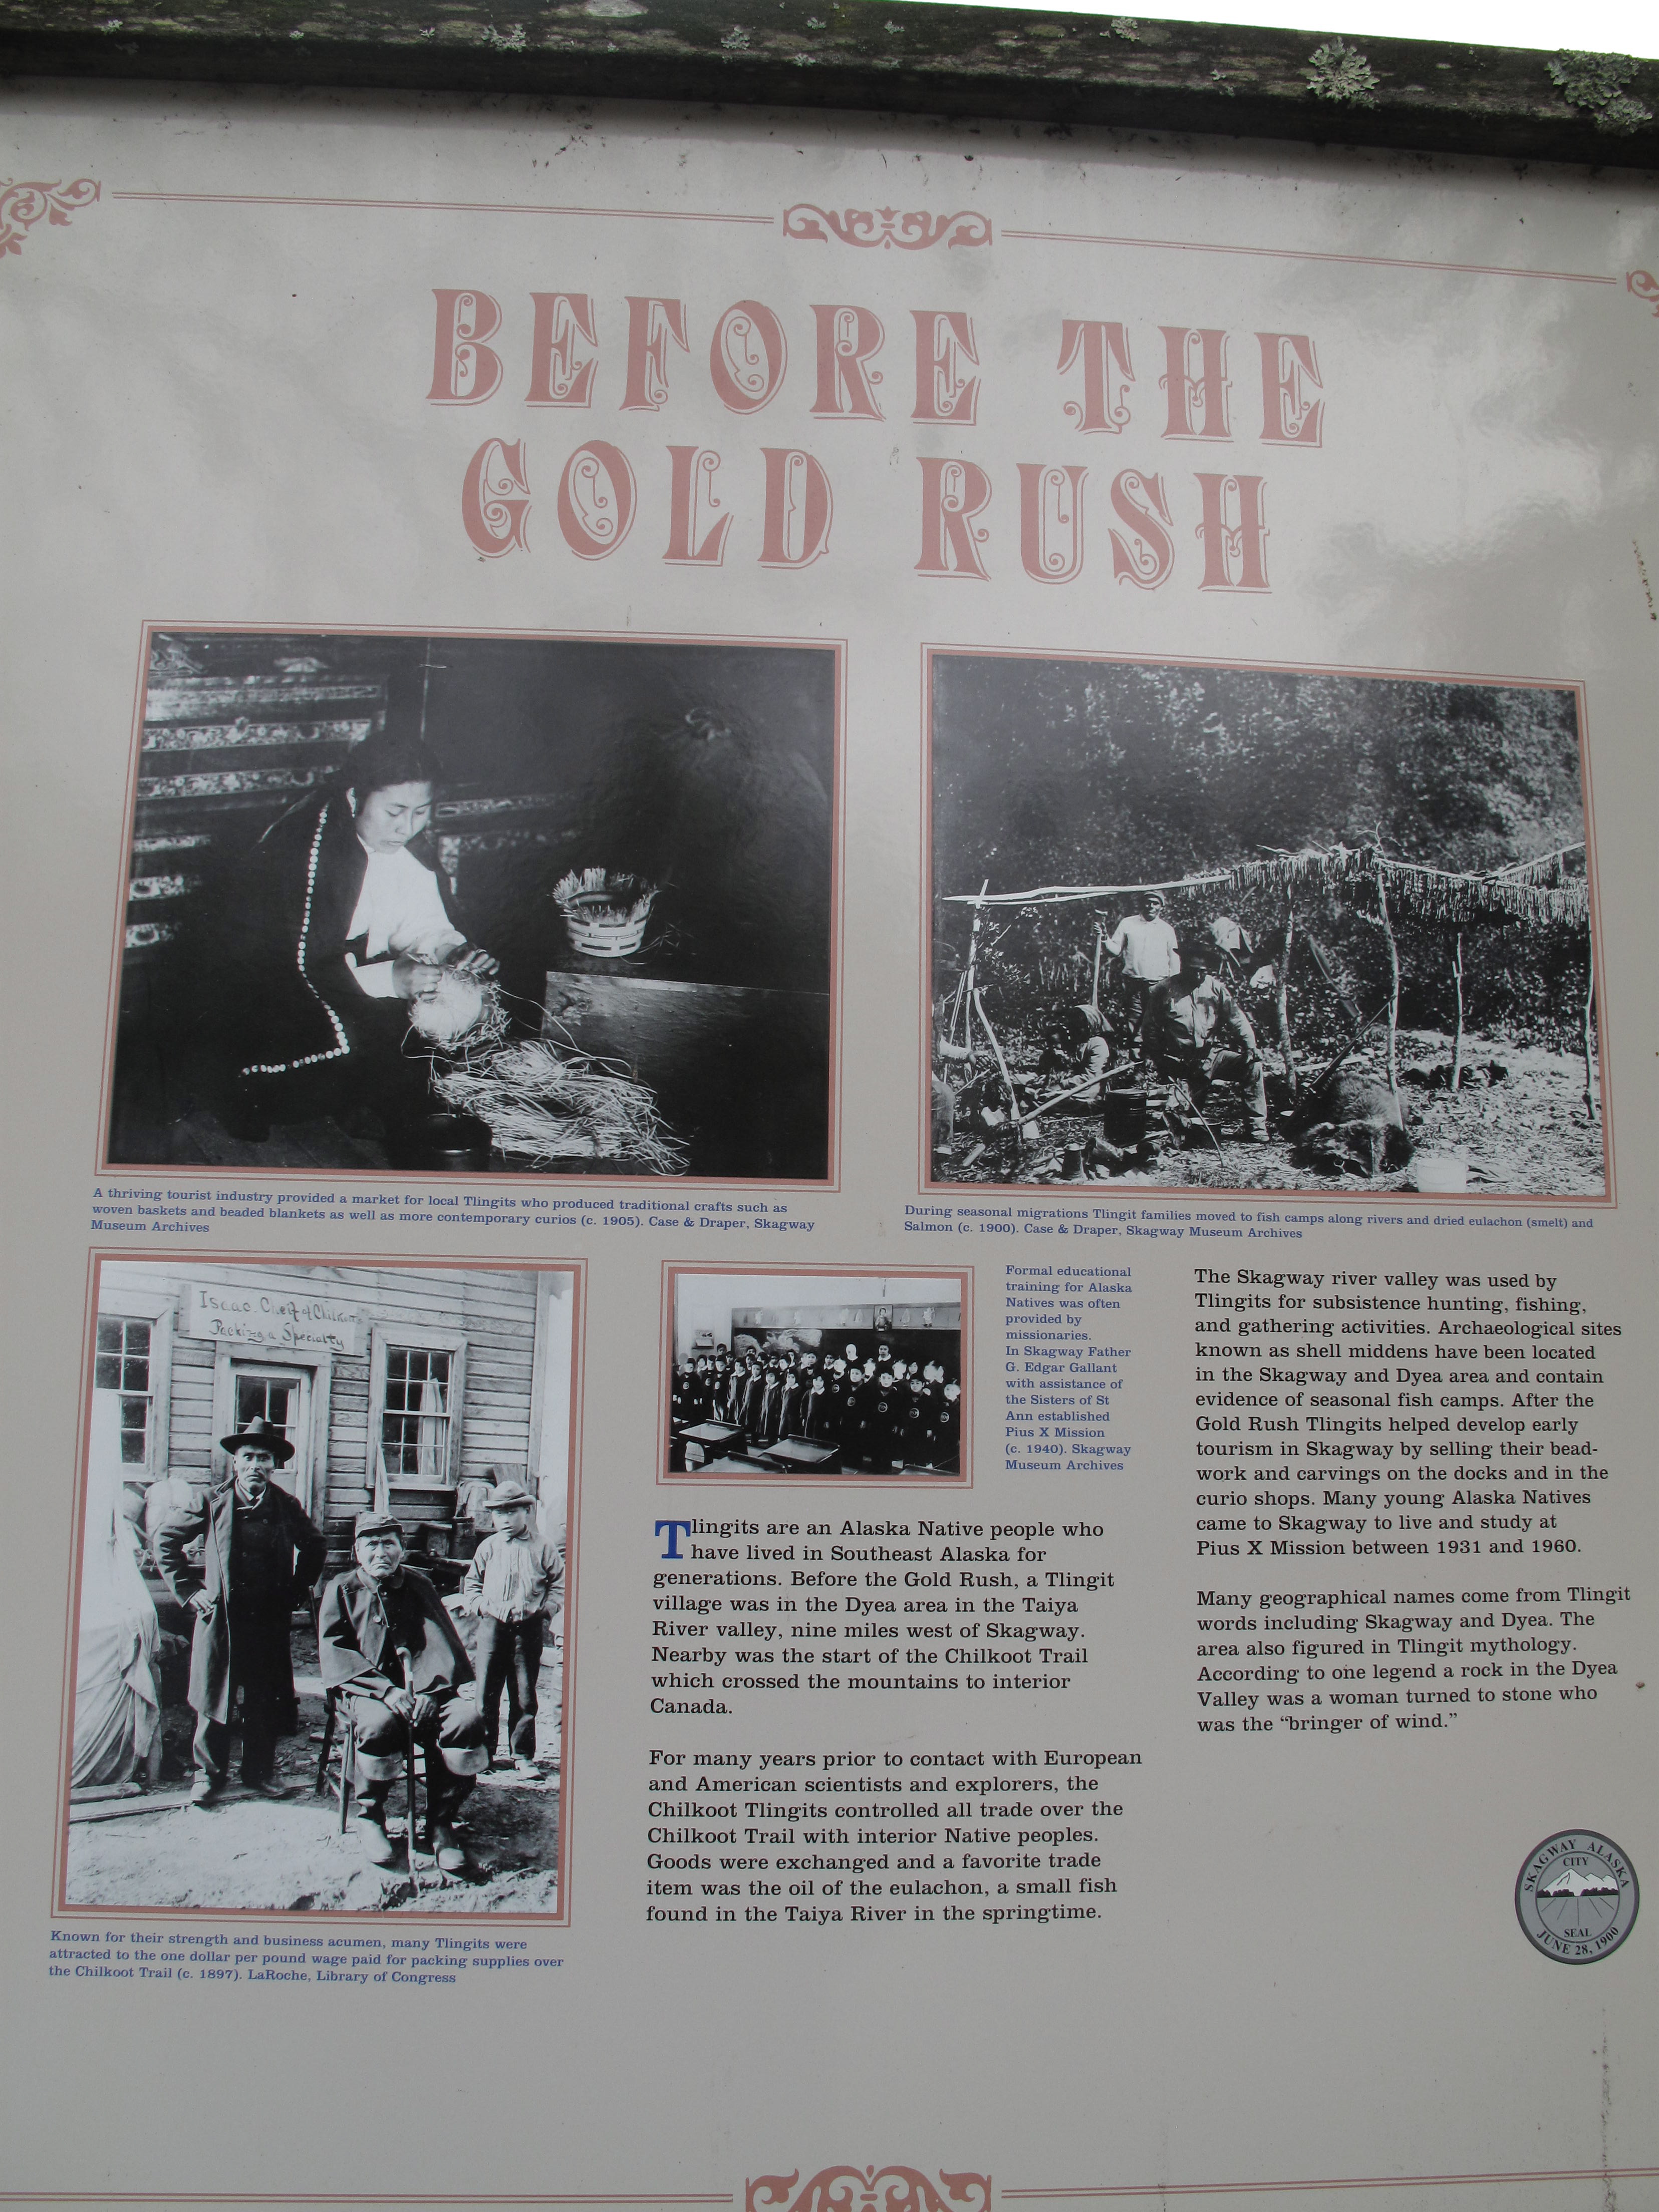 BEFORE THE
GOLD RUSH
A thriving tourist industry provided a market for local Tlingits who produced traditional crafts such as
woven baskets and beaded blankets as well as more contemporary curios (c. 1905). Case & Draper, Skagway
Museum Archives
During seasonal migrations Tlingit families moved to fish camps along rivers and dried eulachon (smelt) and
Salmon (c. 1900). Case & Draper, Skagway Museum Archives
Isaac. Cheif of Chilkoots
Packing a Specialty
Known for their strength and business acumen, many Tlingits were
attracted to the one dollar per pound wage paid for packing supplies over
the Chilkoot Trail (c. 1897). LaRoche, Library of Congress
Formal educational
training for Alaska
Natives was often
provided by
missionaries.
In Skagway Father
G. Edgar Gallant
with assistance of
the Sisters of St
Ann established
Pius X Mission
(c. 1940). Skagway
Museum Archives
Tlingits are an Alaska Native people who
have lived in Southeast Alaska for
generations. Before the Gold Rush, a Tlingit
village was in the Dyea area in the Taiya
River valley, nine miles west of Skagway.
Nearby was the start of the Chilkoot Trail
which crossed the mountains to interior
Canada.
For many years prior to contact with European
and American scientists and explorers, the
Chilkoot Tlingits controlled all trade over the
Chilkoot Trail with interior Native peoples.
Goods were exchanged and a favorite trade
item was the oil of the eulachon, a small fish
found in the Taiya River in the springtime.
The Skagway river valley was used by
Tlingits for subsistence hunting, fishing,
and gathering activities. Archaeological sites
known as shell middens have been located
in the Skagway and Dyea area and contain
evidence of seasonal fish camps. After the
Gold Rush Tlingits helped develop early
tourism in Skagway by selling their bead-
work and carvings on the docks and in the
curio shops. Many young Alaska Natives
came to Skagway to live and study at
Pius X Mission between 1931 and 1960.
Many geographical names come from Tlingit
words including Skagway and Dyea. The
area also figured in Tlingit mythology.
According to one legend a rock in the Dyea
Valley was a woman turned to stone who
was the “bringer of wind.”
SKAGWAY ALASKA
CITY
SEAL
JUNE 28, 1900